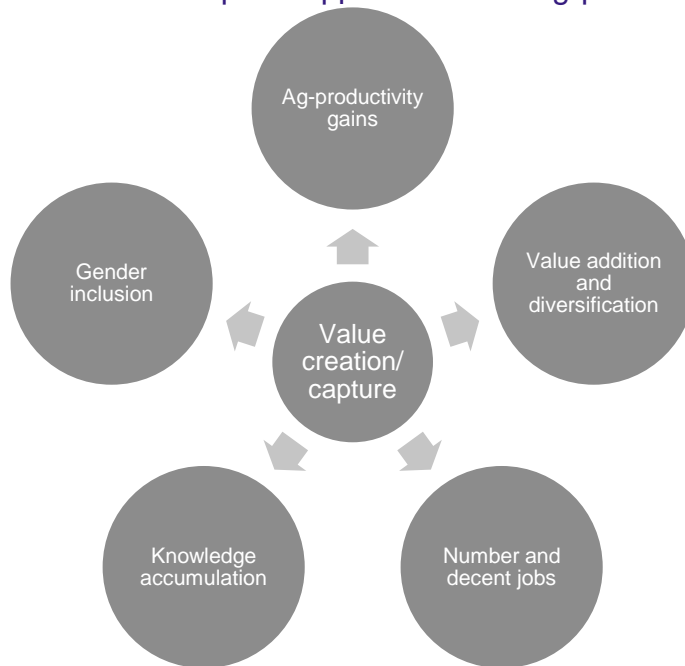 Ag-productivity
gains
Gender
inclusion
Value addition
and
diversification
Value
creation/
capture
Knowledge
accumulation
Number and
decent jobs